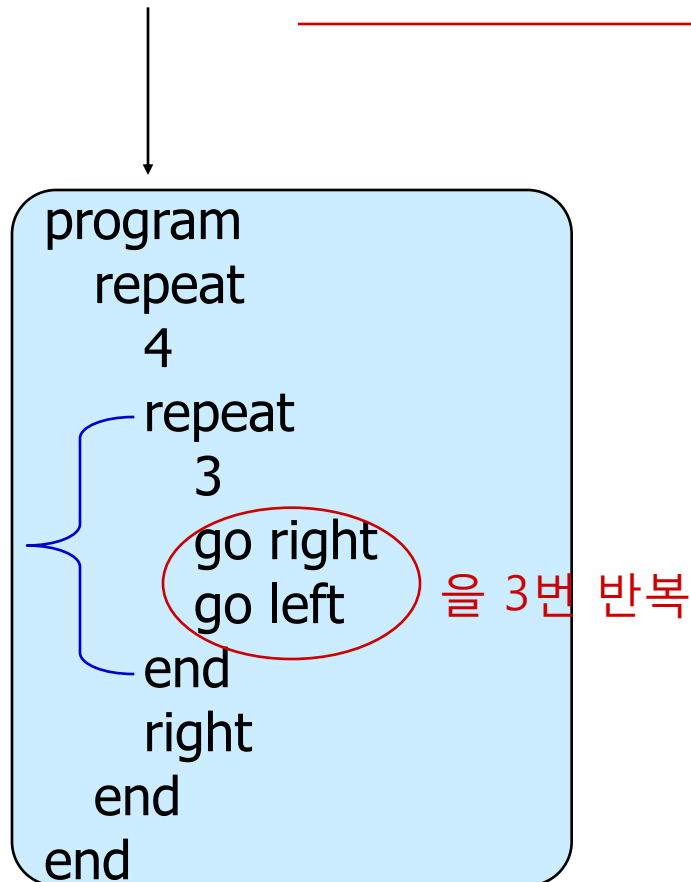 program
repeat
4
repeat
3
go right
go left
을 3번 반복
end
right
end
end